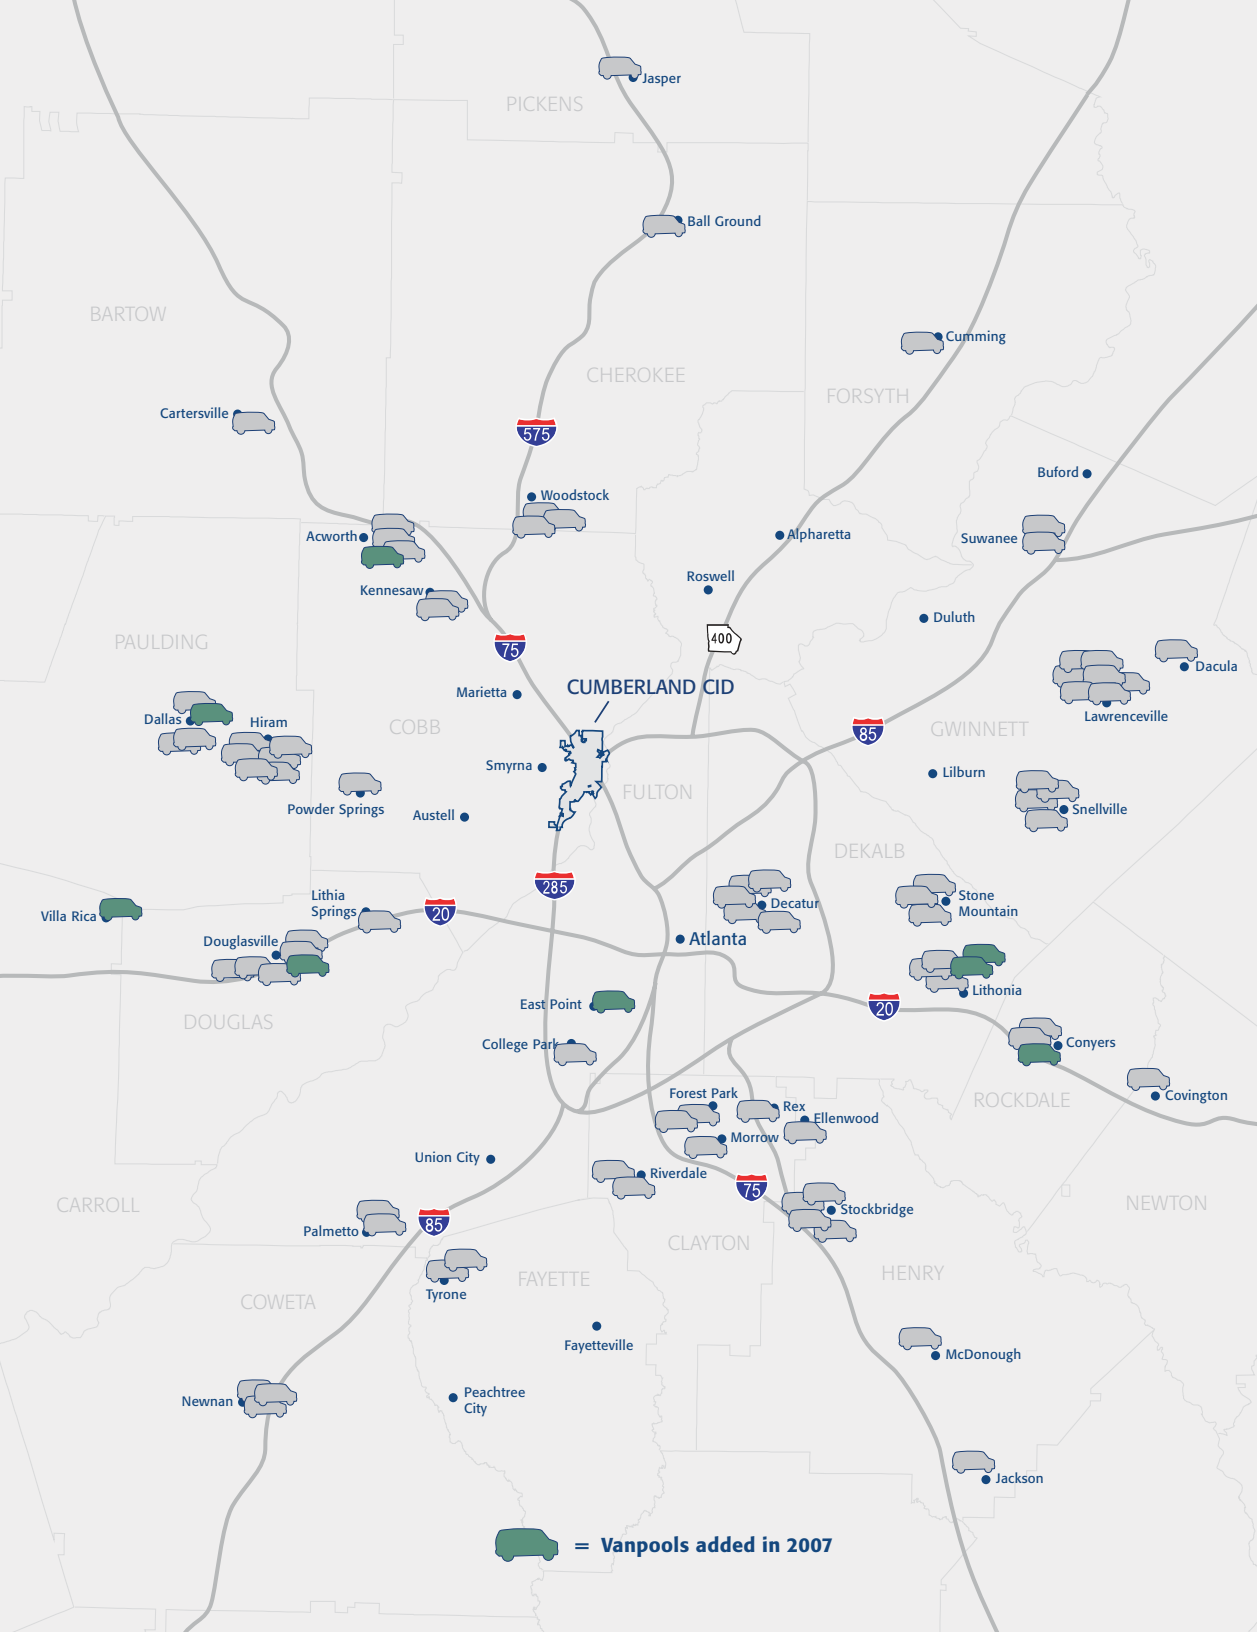 Jasper
PICKENS
Ball Ground
BARTOW
Cumming
CHEROKEE
FORSYTH
Cartersville
575
Buford
Woodstock
Acworth
Alpharetta
Suwanee
Roswell
Kennesaw
Duluth
400
PAULDING
75
Dacula
CUMBERLAND CID
Marietta
Lawrenceville
Dallas
Hiram
COBB
GWINNETT
85
Smyrna
Lilburn
FULTON
Powder Springs
Austell
Snellville
DEKALB
285
Lithia
Springs
20
Villa Rica
Decatur
Stone
Mountain
Douglasville
Atlanta
Lithonia
East Point
20
DOUGLAS
College Park
Conyers
Forest Park
Rex
Ellenwood
ROCKDALE
Covington
Morrow
Union City
Riverdale
75
CARROLL
NEWTON
Stockbridge
Palmetto
85
CLAYTON
HENRY
FAYETTE
Tyrone
COWETA
Fayetteville
McDonough
Newnan
Peachtree
City
Jackson
= Vanpools added in 2007